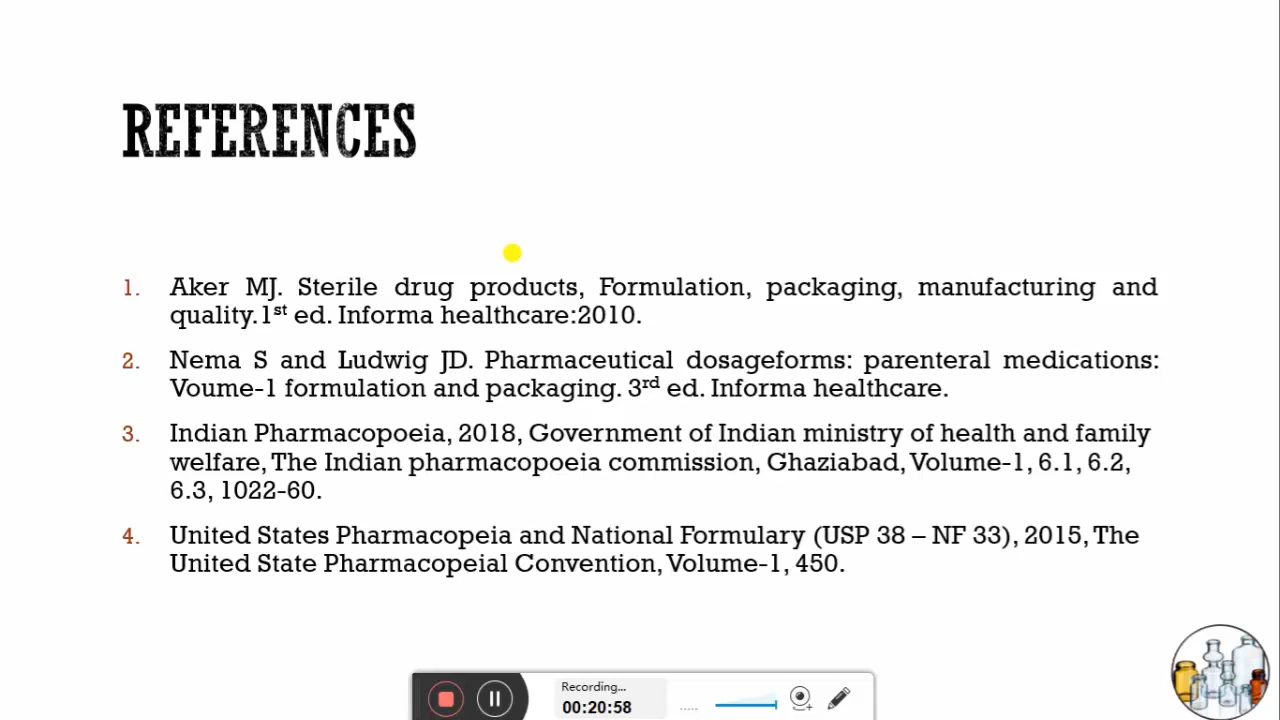 REFERENCES
1. Aker MJ. Sterile drug products, Formulation, packaging, manufacturing and
quality.1st ed. Informa healthcare:2010.
2. Nema S and Ludwig JD. Pharmaceutical dosageforms: parenteral medications:
Voume-1 formulation and packaging. 3rd ed. Informa healthcare.
3. Indian Pharmacopoeia, 2018, Government of Indian ministry of health and family
welfare, The Indian pharmacopoeia commission, Ghaziabad, Volume-1, 6.1, 6.2,
6.3, 1022-60.
4. United States Pharmacopeia and National Formulary (USP 38 – NF 33), 2015, The
United State Pharmacopeial Convention, Volume-1, 450.
Recording...
00:20:58